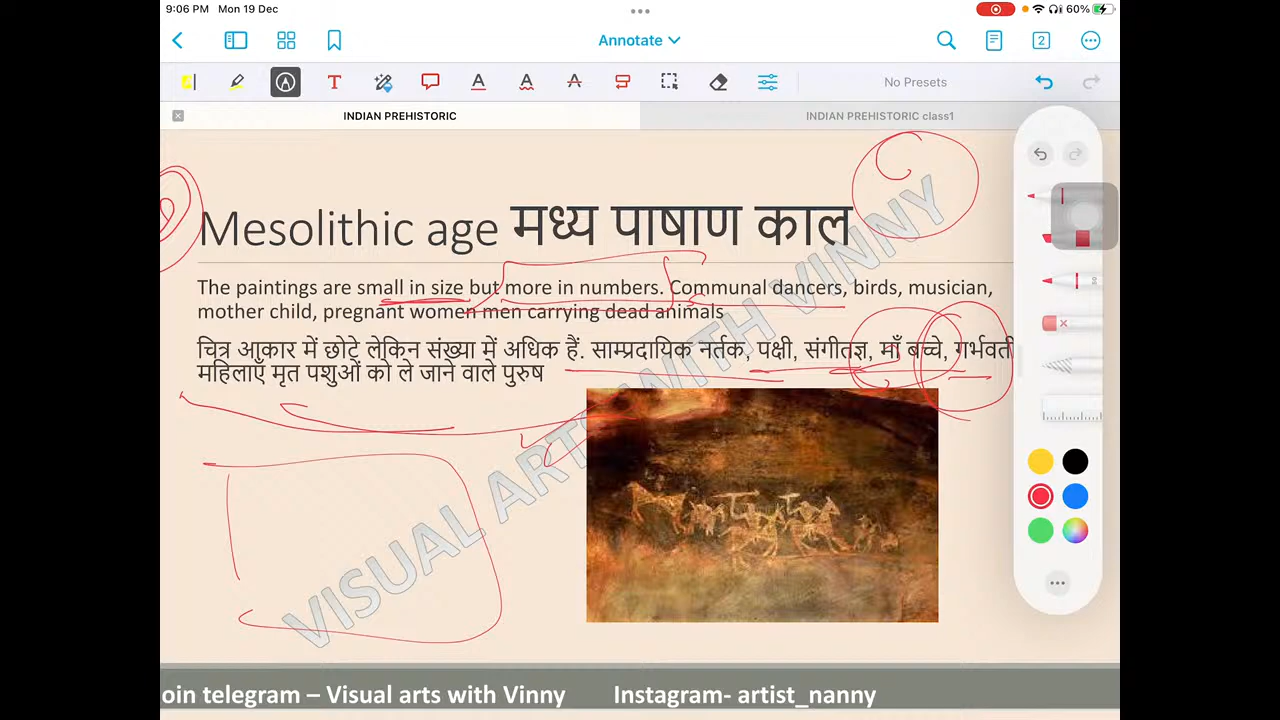 9:06 PM Mon 19 Dec
60%
Annotate
2
T
A
A
A
No Presets
INDIAN PREHISTORIC
INDIAN PREHISTORIC class1
Mesolithic age मध्य पाषाण काल
The paintings are small in size but more in numbers. Communal dancers, birds, musician,
mother child, pregnant women men carrying dead animals
चित्र आकार में छोटे लेकिन संख्या में अधिक हैं. साम्प्रदायिक नर्तक, पक्षी, संगीतज्ञ, माँ बच्चे, गर्भवती
महिलाएँ मृत पशुओं को ले जाने वाले पुरुष
VISUAL ARTS WITH VINNY
oin telegram – Visual arts with Vinny Instagram- artist_nanny